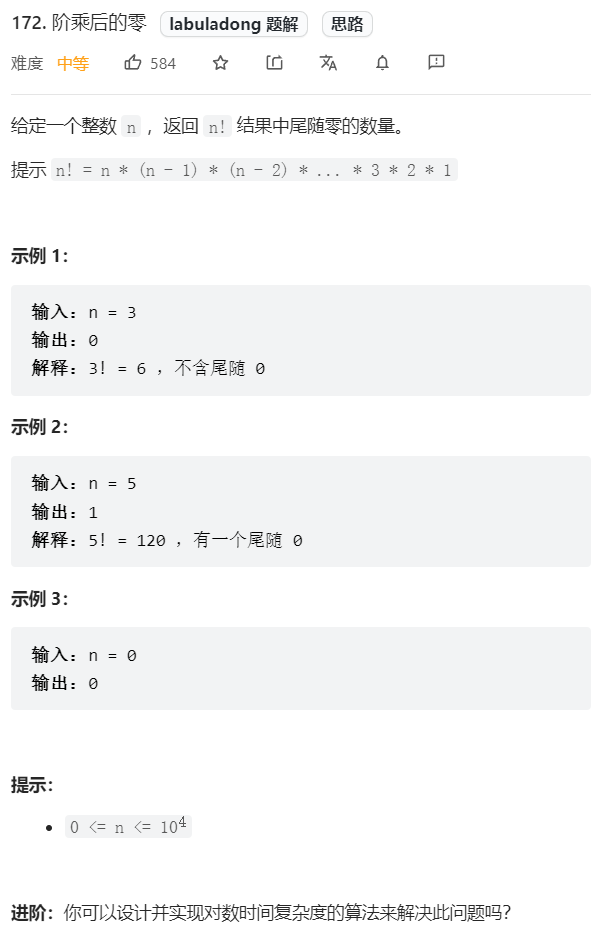 172. 阶乘后的零 labuladong 题解 思路
难度 中等 584
给定一个整数 n ，返回 n! 结果中尾随零的数量。
提示 n! = n * (n - 1) * (n - 2) * ... * 3 * 2 * 1
示例 1：
输入：n = 3
输出：0
解释：3! = 6 ，不含尾随 0
示例 2：
输入：n = 5
输出：1
解释：5! = 120 ，有一个尾随 0
示例 3：
输入：n = 0
输出：0
提示：
• 0 <= n <= 10⁴
进阶：你可以设计并实现对数时间复杂度的算法来解决此问题吗？